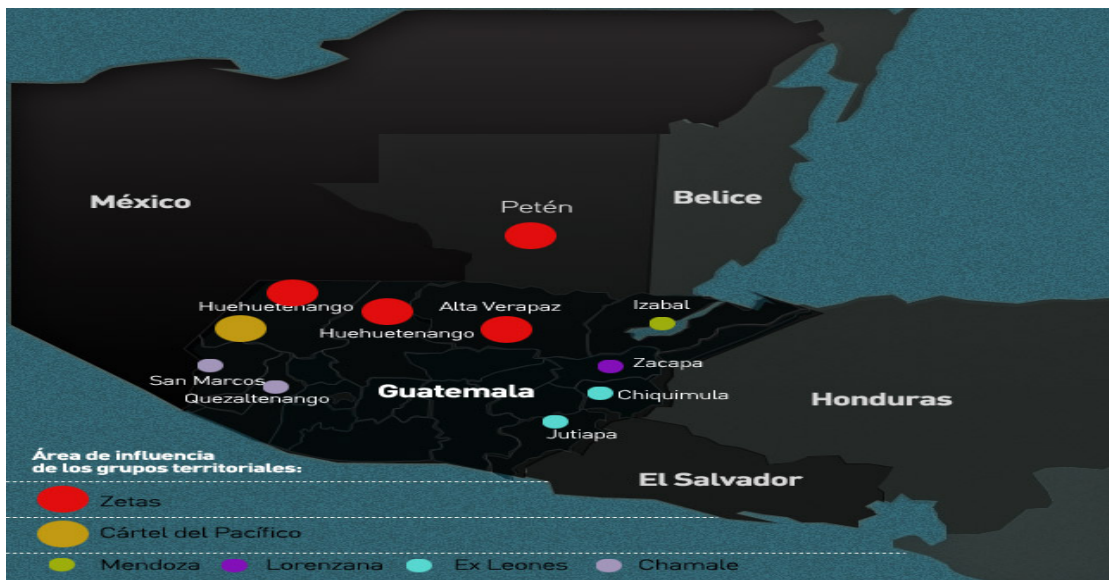 México
Belice
Petén
Huehuetenango
Alta Verapaz
Izabal
Huehuetenango
San Marcos
Quezaltenango
Guatemala
Zacapa
Chiquimula
Honduras
Jutiapa
El Salvador
Área de influencia
de los grupos territoriales:
Zetas
Cártel del Pacífico
Mendoza Lorenzana Ex Leones Chamale